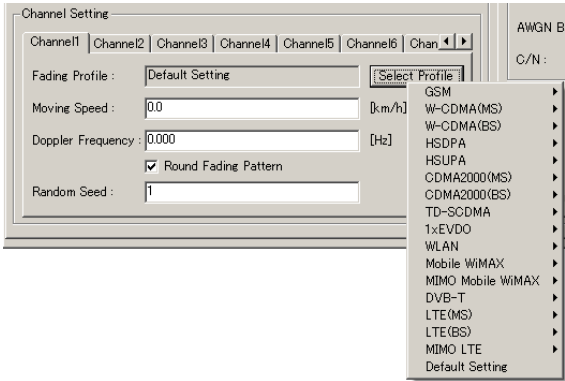 Channel Setting
Channel1 Channel2 Channel3 Channel4 Channel5 Channel6 Chan
Fading Profile : Default Setting Select Profile
Moving Speed : 0.0 [km/h]
Doppler Frequency : 0.000 [Hz]
Round Fading Pattern
Random Seed : 1
AWGN B
C/N :
GSM
W-CDMA(MS)
W-CDMA(BS)
HSDPA
HSUPA
CDMA2000(MS)
CDMA2000(BS)
TD-SCDMA
1xEVDO
WLAN
Mobile WiMAX
MIMO Mobile WiMAX
DVB-T
LTE(MS)
LTE(BS)
MIMO LTE
Default Setting